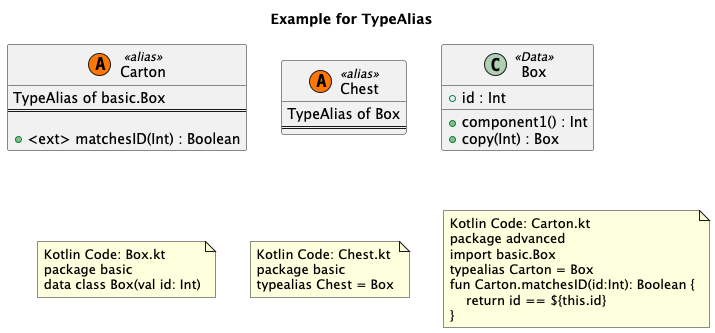 Example for TypeAlias
A
«alias»
Carton
TypeAlias of basic.Box
<ext> matchesID(Int) : Boolean
A
«alias»
Chest
TypeAlias of Box
C
«Data»
Box
id : Int
component1() : Int
copy(Int) : Box
Kotlin Code: Box.kt
package basic
data class Box(val id: Int)
Kotlin Code: Chest.kt
package basic
typealias Chest = Box
Kotlin Code: Carton.kt
package advanced
import basic.Box
typealias Carton = Box
fun Carton.matchesID(id:Int): Boolean {
    return id == ${this.id}
}